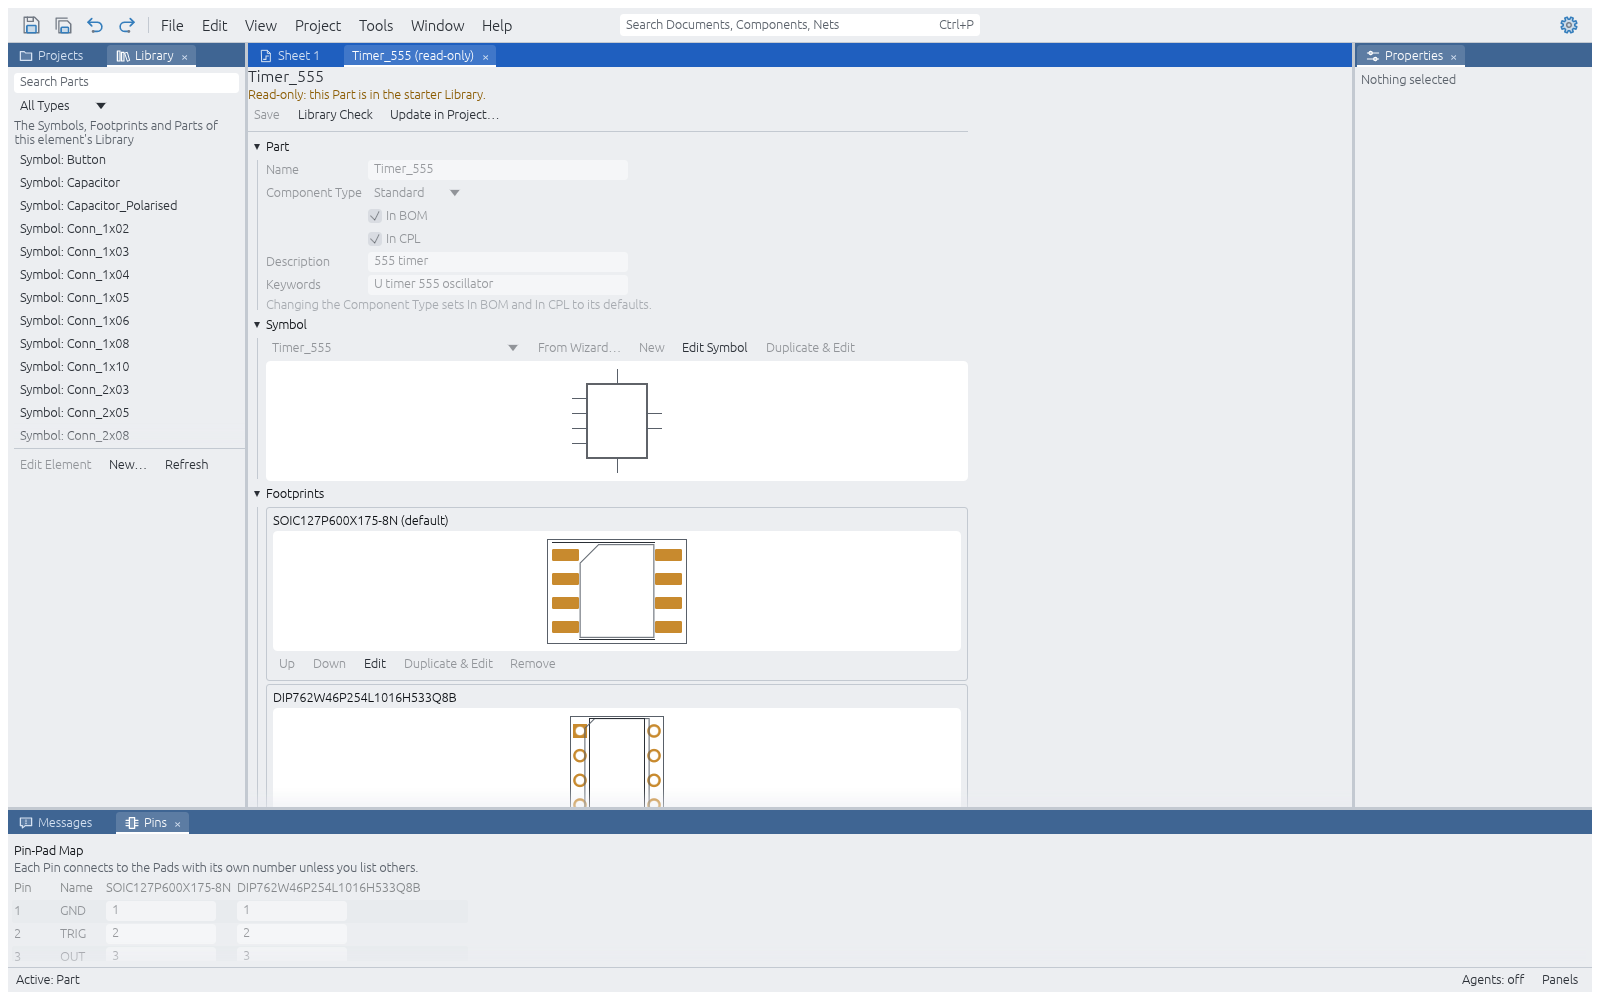 File Edit View Project Tools Window Help Search Documents, Components, Nets Ctrl+P
Projects Library × Sheet 1 Timer_555 (read-only) × Properties ×
Search Parts
All Types
The Symbols, Footprints and Parts of
this element's Library
Symbol: Button
Symbol: Capacitor
Symbol: Capacitor_Polarised
Symbol: Conn_1x02
Symbol: Conn_1x03
Symbol: Conn_1x04
Symbol: Conn_1x05
Symbol: Conn_1x06
Symbol: Conn_1x08
Symbol: Conn_1x10
Symbol: Conn_2x03
Symbol: Conn_2x05
Symbol: Conn_2x08
Edit Element New... Refresh
Timer_555
Read-only: this Part is in the starter Library.
Save Library Check Update in Project...
Part
Name Timer_555
Component Type Standard
In BOM
In CPL
Description 555 timer
Keywords U timer 555 oscillator
Changing the Component Type sets In BOM and In CPL to its defaults.
Symbol
Timer_555 From Wizard... New Edit Symbol Duplicate & Edit
Footprints
SOIC127P600X175-8N (default)
Up Down Edit Duplicate & Edit Remove
DIP762W46P254L1016H533Q8B
Nothing selected
Messages Pins ×
Pin-Pad Map
Each Pin connects to the Pads with its own number unless you list others.
Pin Name SOIC127P600X175-8N DIP762W46P254L1016H533Q8B
1 GND 1 1
2 TRIG 2 2
3 OUT 3 3
Active: Part Agents: off Panels